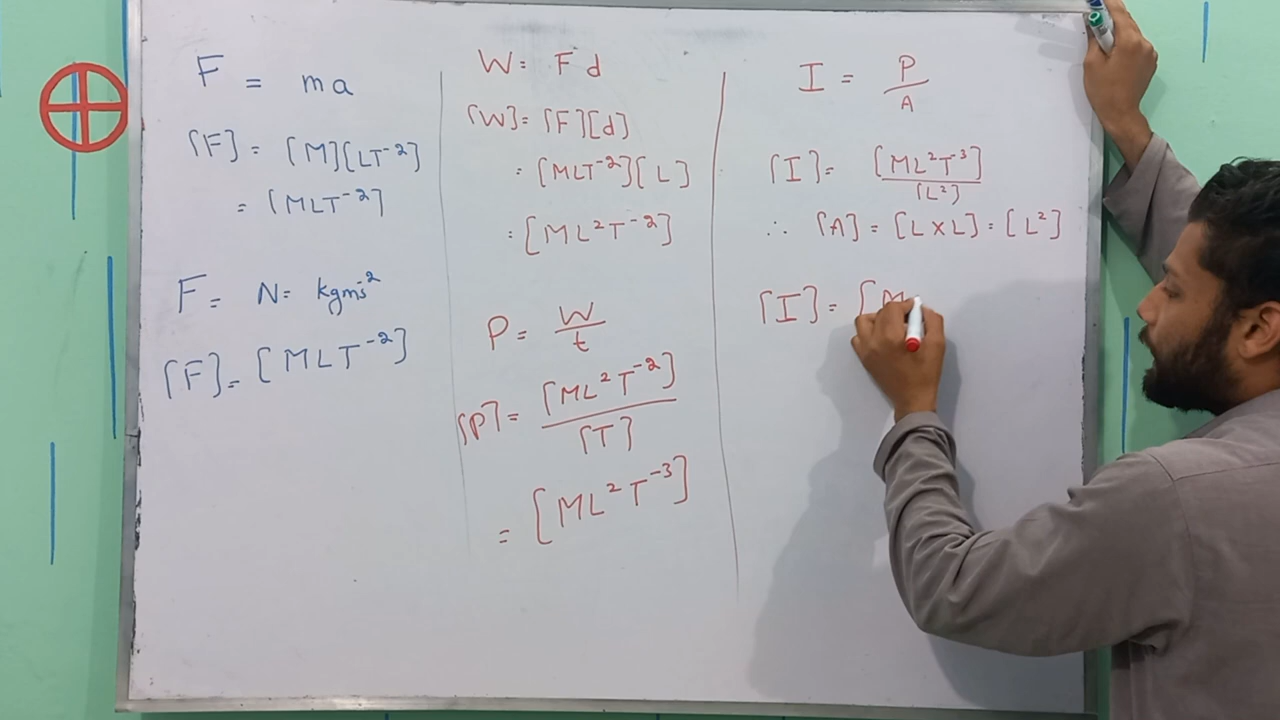 F = ma
[F] = [M][LT⁻²]
= [MLT⁻²]
F = N = kgms⁻²
[F] = [MLT⁻²]
W = Fd
[W] = [F][d]
= [MLT⁻²][L]
= [ML²T⁻²]
P = W/t
[P] = [ML²T⁻²]/[T]
= [ML²T⁻³]
I = P/A
[I] = [ML²T⁻³]/[L²]
∴ [A] = [L×L] = [L²]
[I] = [M